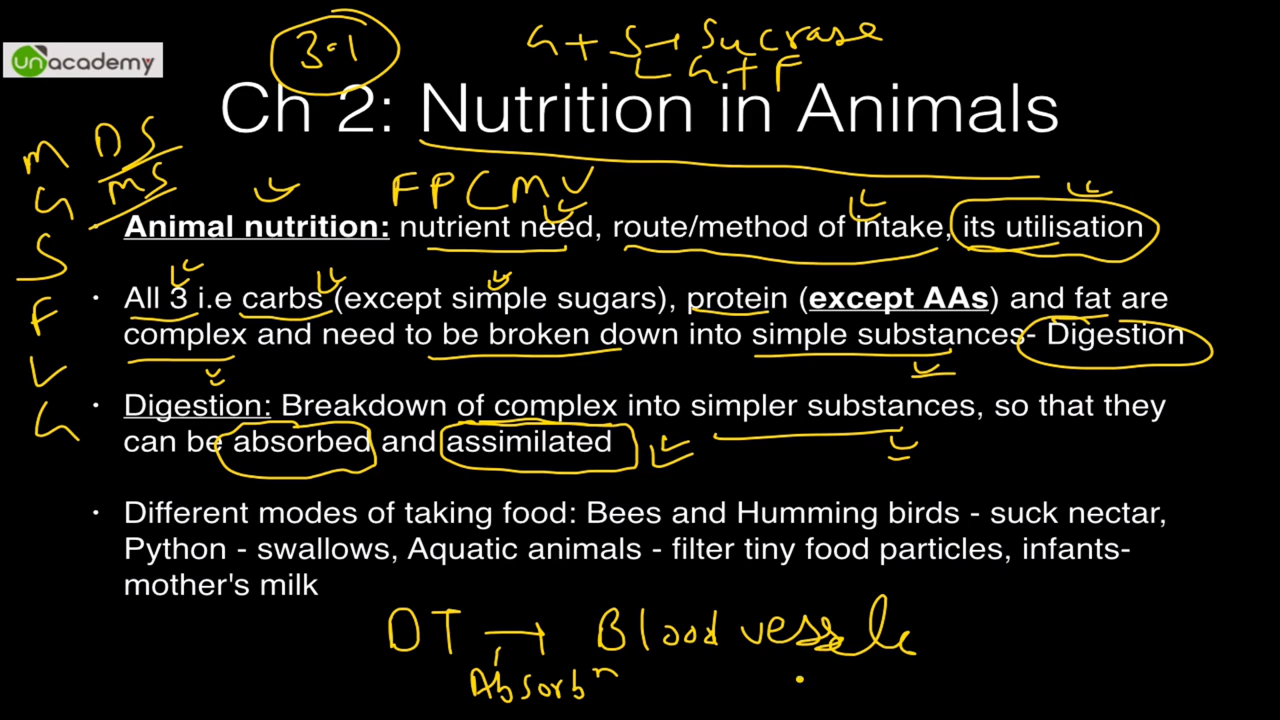 3.1
G + S → Sucrase
unacademy
L G + F
Ch 2: Nutrition in Animals
M DS
G MS
FPCMV
Animal nutrition: nutrient need, route/method of intake, its utilisation
S
• All 3 i.e carbs (except simple sugars), protein (except AAs) and fat are
F
complex and need to be broken down into simple substances- Digestion
L
• Digestion: Breakdown of complex into simpler substances, so that they
G
can be absorbed and assimilated
• Different modes of taking food: Bees and Humming birds - suck nectar,
Python - swallows, Aquatic animals - filter tiny food particles, infants-
mother's milk
DT → Blood vessel
Absorbⁿ